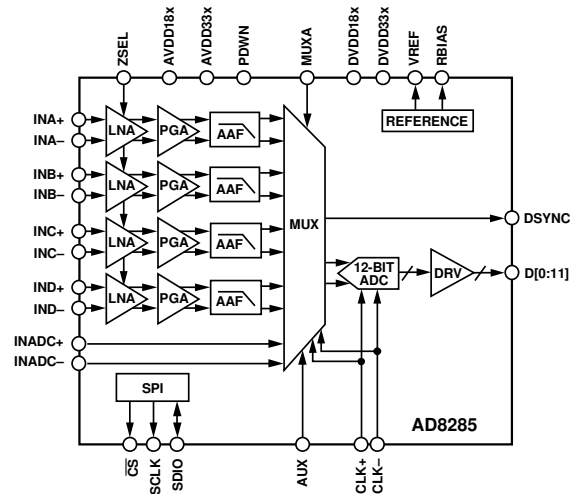 ZSEL
AVDD18x
AVDD33x
PDWN
MUXA
DVDD18x
DVDD33x
VREF
RBIAS
REFERENCE
INA+
INA–
LNA
PGA
AAF
INB+
INB–
LNA
PGA
AAF
INC+
INC–
LNA
PGA
AAF
IND+
IND–
LNA
PGA
AAF
MUX
DSYNC
12-BIT
ADC
DRV
D[0:11]
INADC+
INADC–
SPI
AD8285
CS
SCLK
SDIO
AUX
CLK+
CLK–